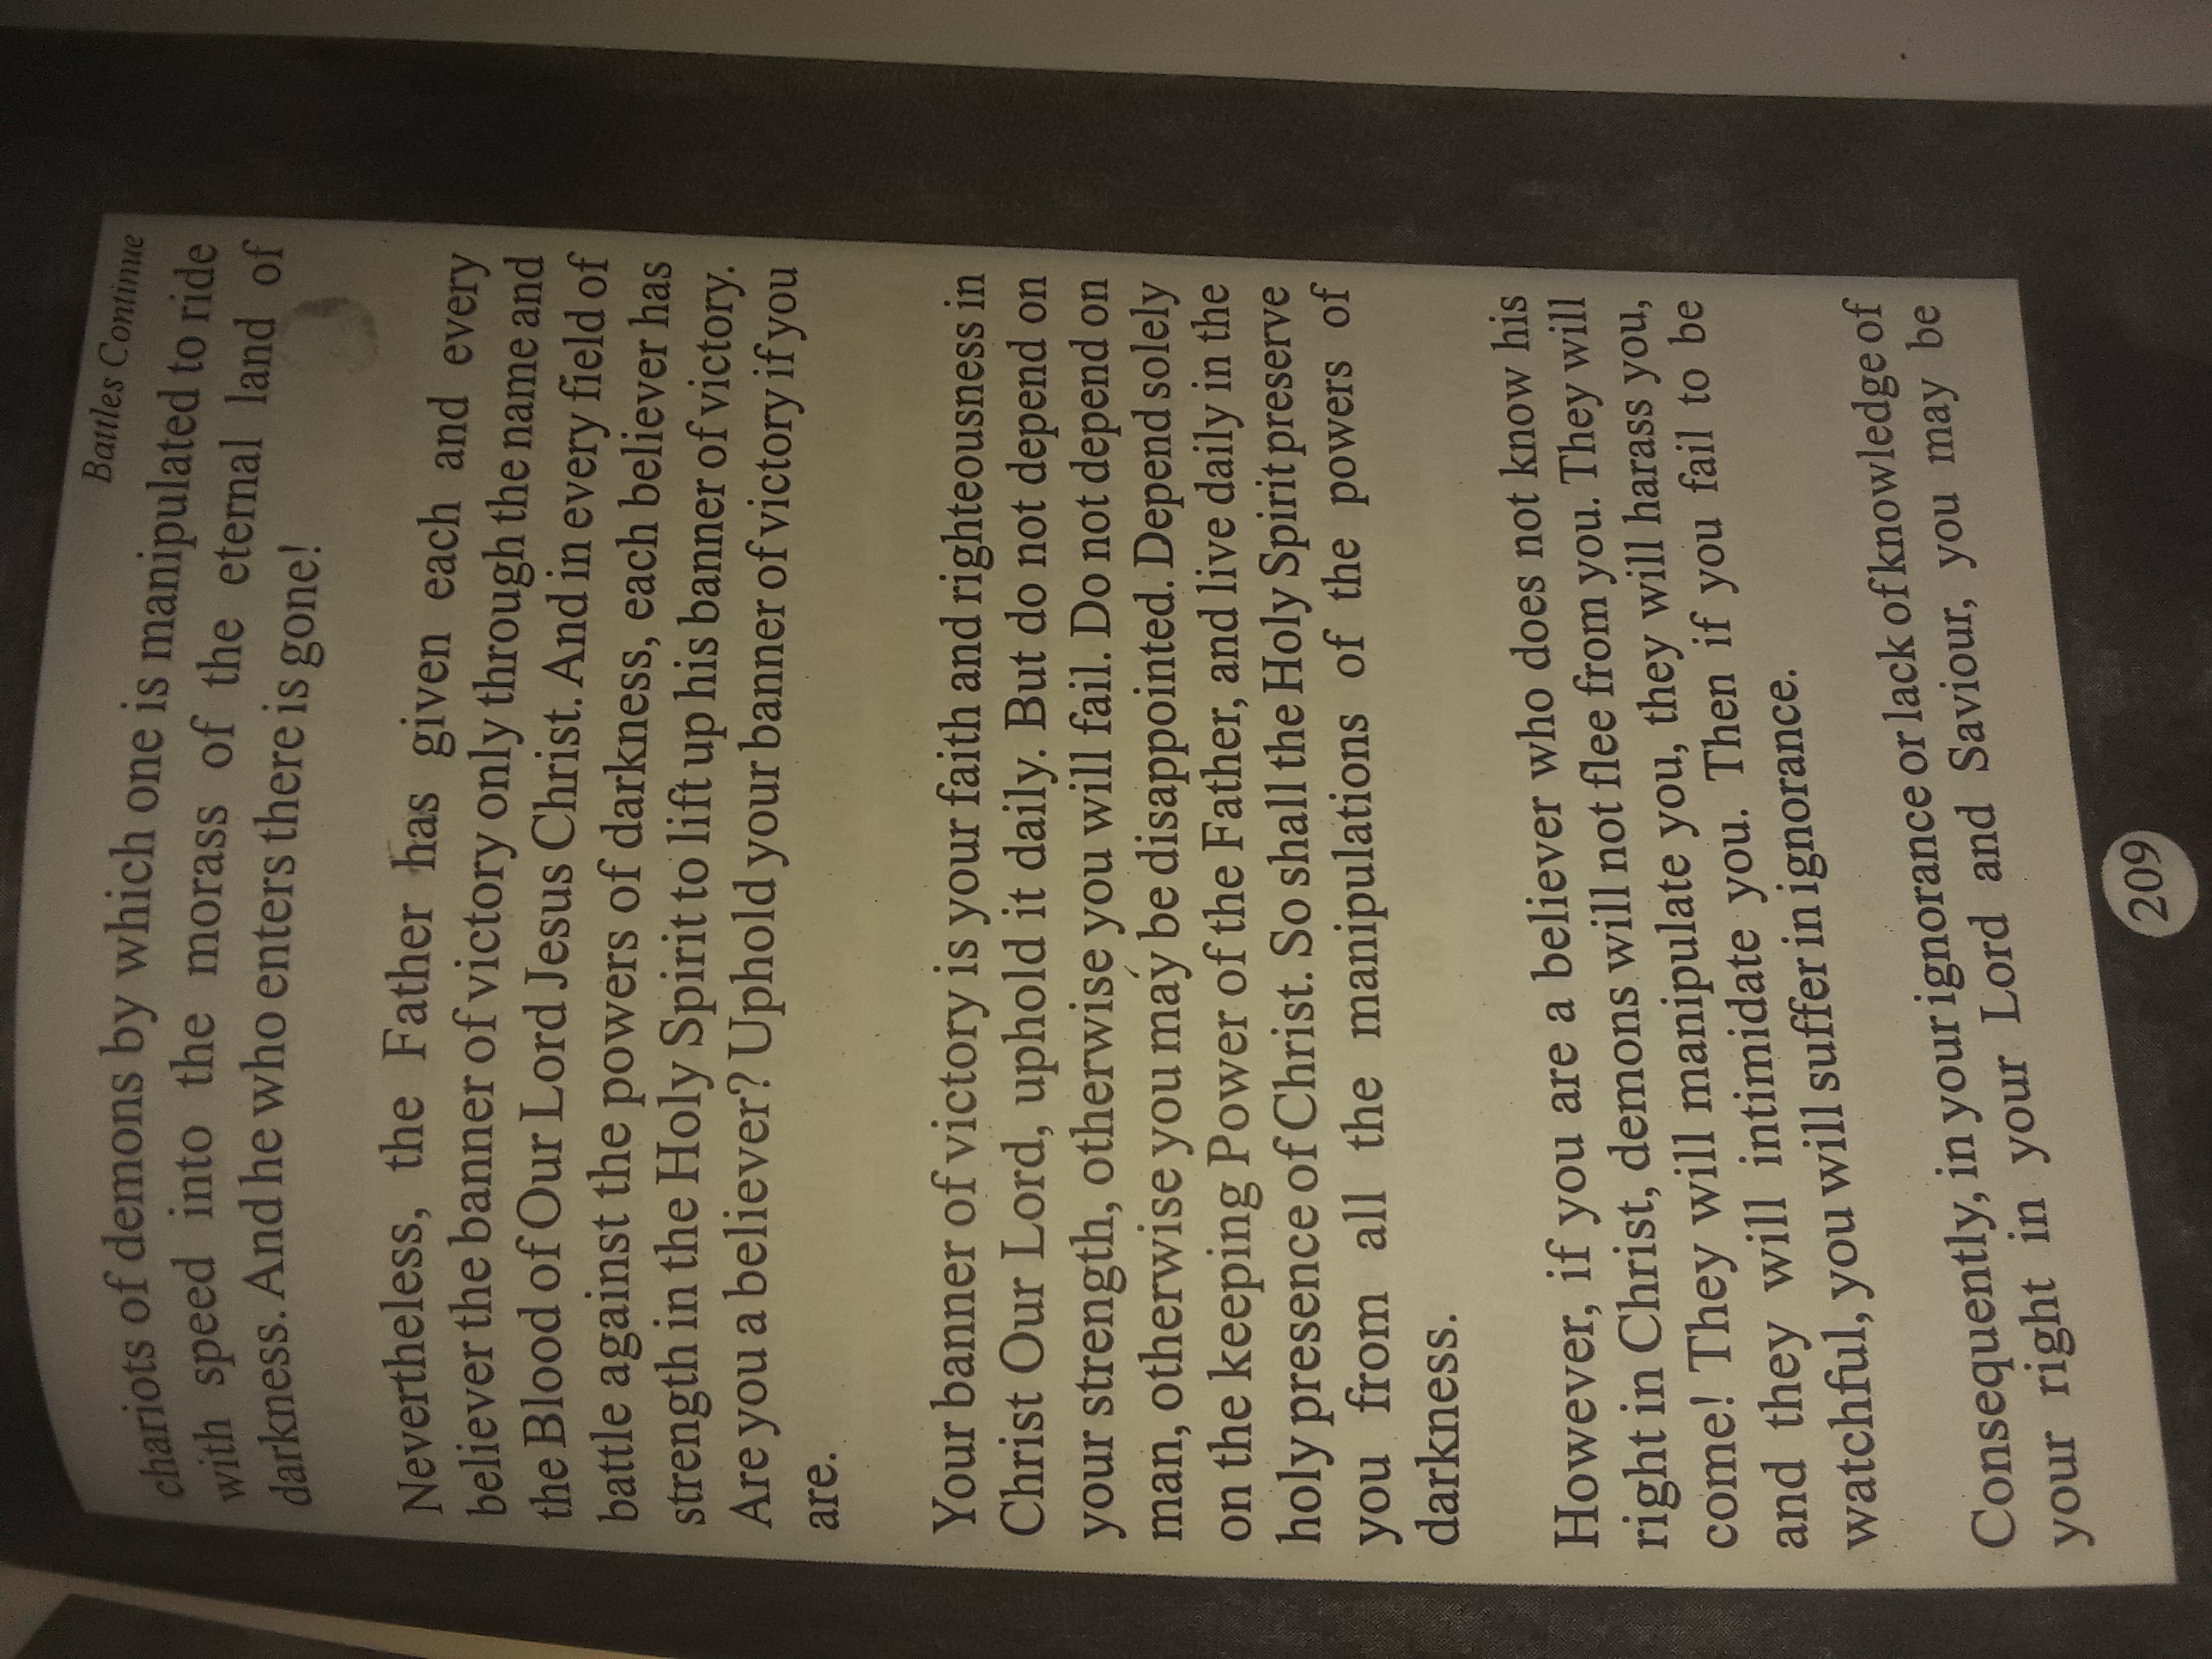 Battles Continue
chariots of demons by which one is manipulated to ride
with speed into the morass of the eternal land of
darkness. And he who enters there is gone!
Nevertheless, the Father has given each and every
believer the banner of victory only through the name and
the Blood of Our Lord Jesus Christ. And in every field of
battle against the powers of darkness, each believer has
strength in the Holy Spirit to lift up his banner of victory.
Are you a believer? Uphold your banner of victory if you
are.
Your banner of victory is your faith and righteousness in
Christ Our Lord, uphold it daily. But do not depend on
your strength, otherwise you will fail. Do not depend on
man, otherwise you may be disappointed. Depend solely
on the keeping Power of the Father, and live daily in the
holy presence of Christ. So shall the Holy Spirit preserve
you from all the manipulations of the powers of
darkness.
However, if you are a believer who does not know his
right in Christ, demons will not flee from you. They will
come! They will manipulate you, they will harass you,
and they will intimidate you. Then if you fail to be
watchful, you will suffer in ignorance.
Consequently, in your ignorance or lack of knowledge of
your right in your Lord and Saviour, you may be
209